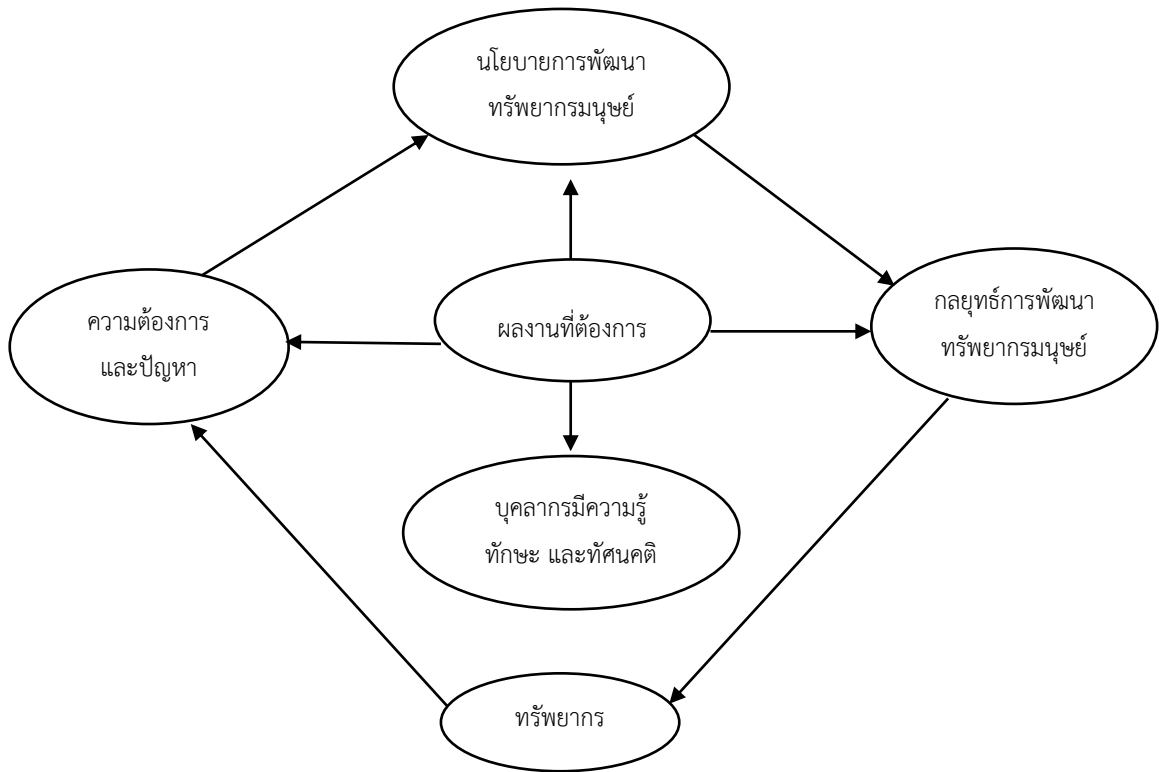 นโยบายการพัฒนา
ทรัพยากรมนุษย์
ความต้องการ
และปัญหา
ผลงานที่ต้องการ
กลยุทธ์การพัฒนา
ทรัพยากรมนุษย์
บุคลากรมีความรู้
ทักษะ และทัศนคติ
ทรัพยากร